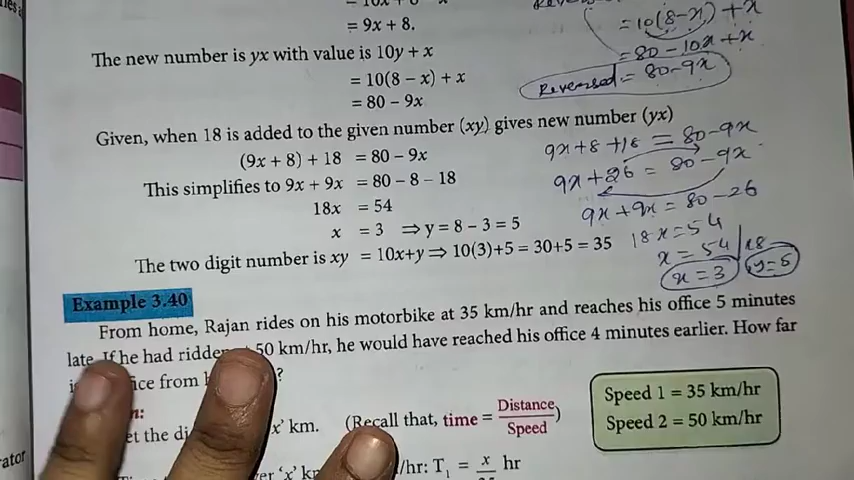 = 9x + 8.
The new number is yx with value is 10y + x
= 10(8 − x) + x
= 80 − 9x
Given, when 18 is added to the given number (xy) gives new number (yx)
(9x + 8) + 18 = 80 − 9x
This simplifies to 9x + 9x = 80 − 8 − 18
18x = 54
x = 3 ⇒ y = 8 − 3 = 5
The two digit number is xy = 10x+y ⇒ 10(3)+5 = 30+5 = 35
= 10(8-x) + x
= 80 - 10x + x
Reversed = 80-9x
9x+8+18 = 80-9x
9x+26 = 80-9x
9x+9x = 80-26
18x = 54
x = 54/18
x = 3 y=5
Example 3.40
From home, Rajan rides on his motorbike at 35 km/hr and reaches his office 5 minutes
late. If he had ridden 50 km/hr, he would have reached his office 4 minutes earlier. How far
from ?
Speed 1 = 35 km/hr
Speed 2 = 50 km/hr
the x' km. (Recall that, time = Distance/Speed)
'x' /hr: T₁ = x hr